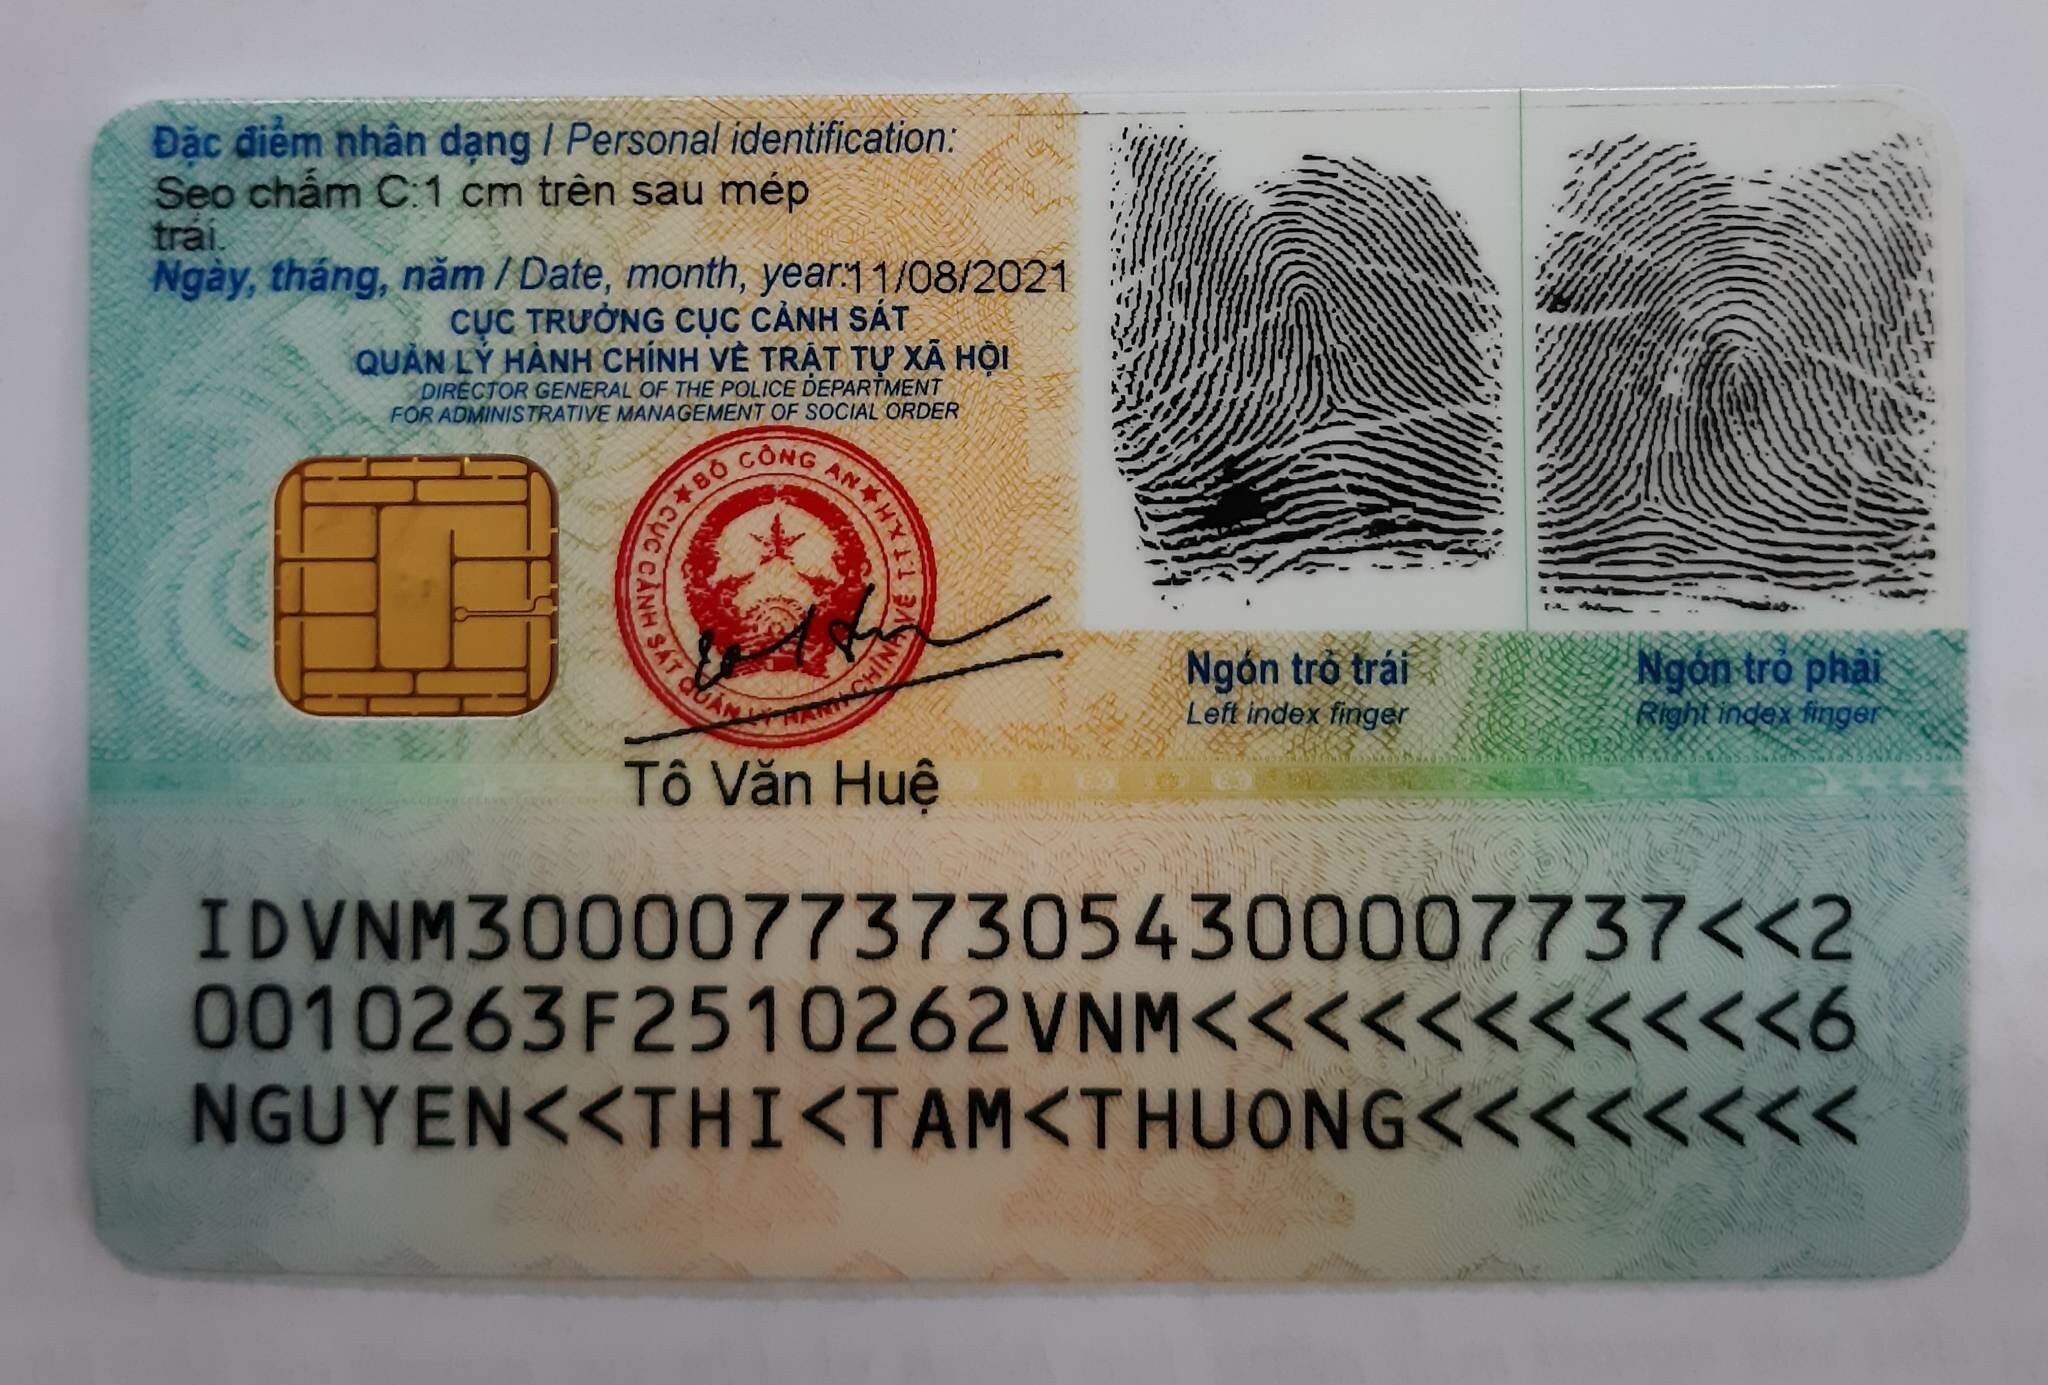 Đặc điểm nhân dạng / Personal identification:
Sẹo chấm C:1 cm trên sau mép
trái.
Ngày, tháng, năm / Date, month, year:11/08/2021
CỤC TRƯỞNG CỤC CẢNH SÁT
QUẢN LÝ HÀNH CHÍNH VỀ TRẬT TỰ XÃ HỘI
DIRECTOR GENERAL OF THE POLICE DEPARTMENT
FOR ADMINISTRATIVE MANAGEMENT OF SOCIAL ORDER
BỘ CÔNG AN
CỤC CẢNH SÁT QUẢN LÝ HÀNH CHÍNH VỀ TTXH
Tô Văn Huệ
Ngón trỏ trái
Left index finger
Ngón trỏ phải
Right index finger
IDVNM3000077373054300007737<<2
0010263F2510262VNM<<<<<<<<<<<6
NGUYEN<<THI<TAM<THUONG<<<<<<<<